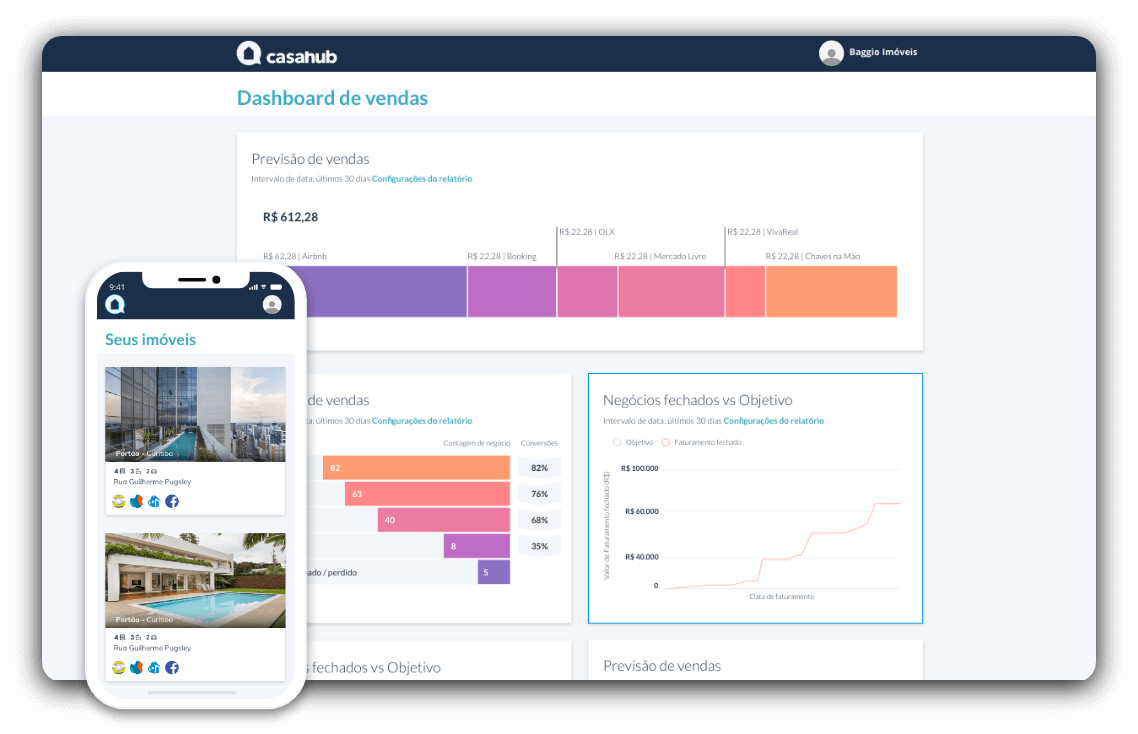 casahub
Baggio Imóveis
Dashboard de vendas
Previsão de vendas
Intervalo de data: últimos 30 dias Configurações do relatório
R$ 612,28
R$ 22,28 | OLX
R$ 22,28 | VivaReal
R$ 62,28 | Airbnb
R$ 22,28 | Booking
R$ 22,28 | Mercado Livre
R$ 22,28 | Chaves na Mão
de vendas
ta: últimos 30 dias Configurações do relatório
Contagem de negócio
Conversões
82
82%
63
76%
40
68%
8
35%
ado / perdido
5
Negócios fechados vs Objetivo
Intervalo de data: últimos 30 dias Configurações do relatório
Objetivo
Faturamento fechado
Valor de Faturamento fechado (R$)
R$ 100.000
R$ 60.000
R$ 40.000
0
Data de faturamento
s fechados vs Objetivo
Previsão de vendas
9:41
Seus imóveis
Portão - Curitiba
4 3 2
Rua Guilherme Pugsley
Portão - Curitiba
4 3 2
Rua Guilherme Pugsley